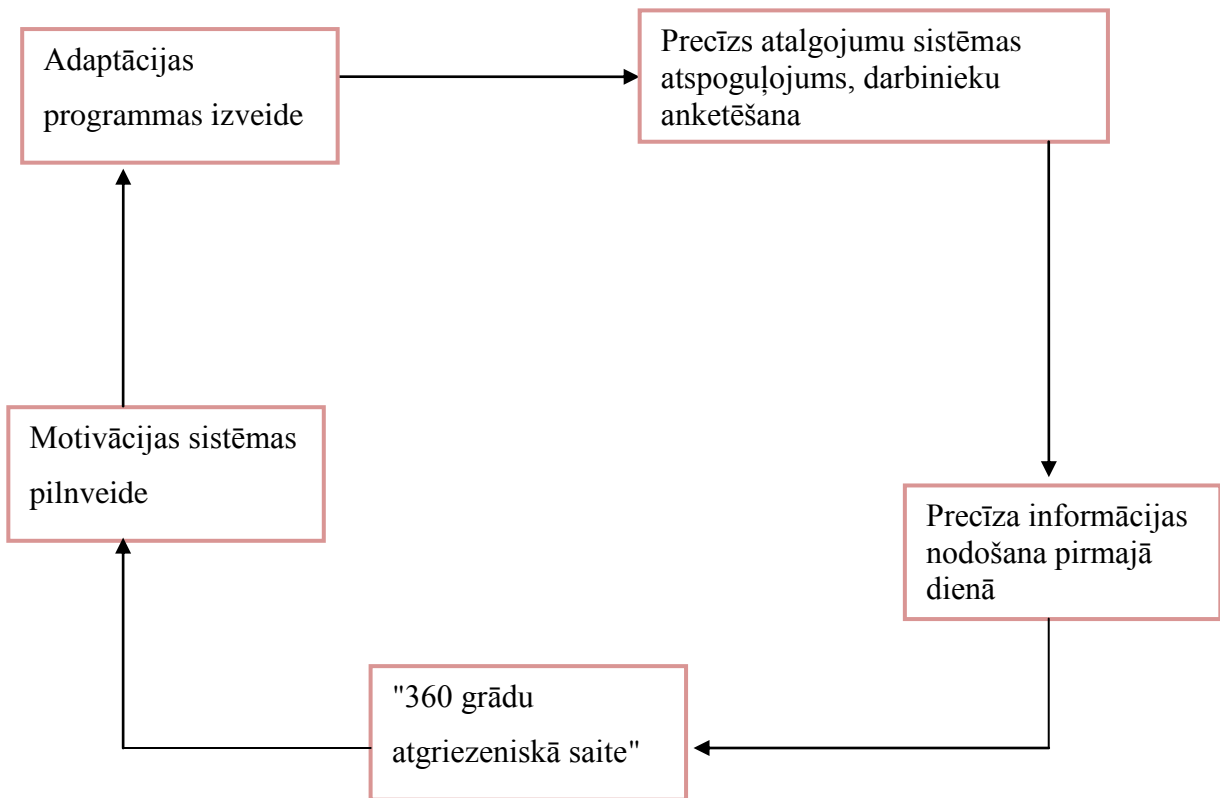 Adaptācijas
programmas izveide
Precīzs atalgojumu sistēmas
atspoguļojums, darbinieku
anketēšana
Motivācijas sistēmas
pilnveide
Precīza informācijas
nodošana pirmajā
dienā
"360 grādu
atgriezeniskā saite"